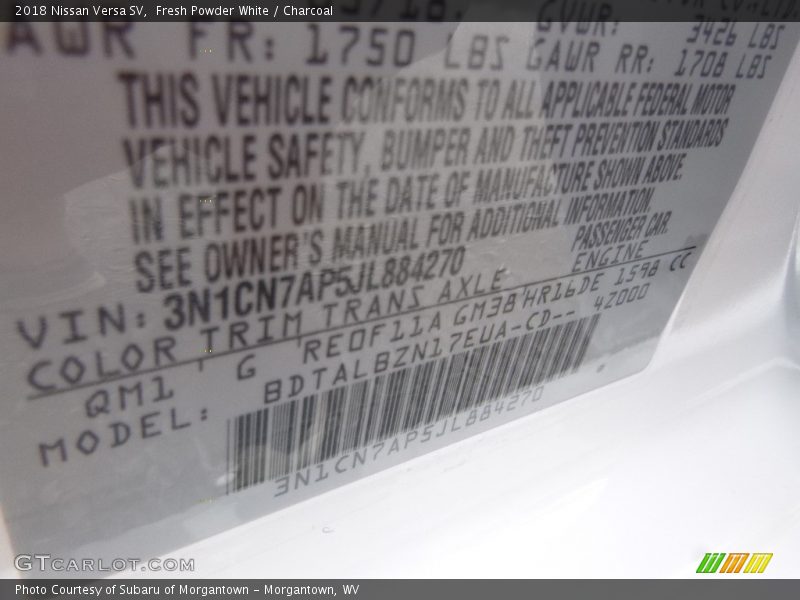 2018 Nissan Versa SV,  Fresh Powder White / Charcoal
GVWR: 3426 LBS
AWR FR: 1750 LBS GAWR RR: 1708 LBS
THIS VEHICLE CONFORMS TO ALL APPLICABLE FEDERAL MOTOR
VEHICLE SAFETY, BUMPER AND THEFT PREVENTION STANDARDS
IN EFFECT ON THE DATE OF MANUFACTURE SHOWN ABOVE.
SEE OWNER'S MANUAL FOR ADDITIONAL INFORMATION.
VIN: 3N1CN7AP5JL884270 PASSENGER CAR.
COLOR TRIM TRANS AXLE ENGINE
QM1 G RE0F11A GM38 HR16DE 1598 CC
MODEL: BDTALBZN17EUA-CD-- 4Z000
3N1CN7AP5JL884270
GTCARLOT.COM
Photo Courtesy of Subaru of Morgantown - Morgantown, WV